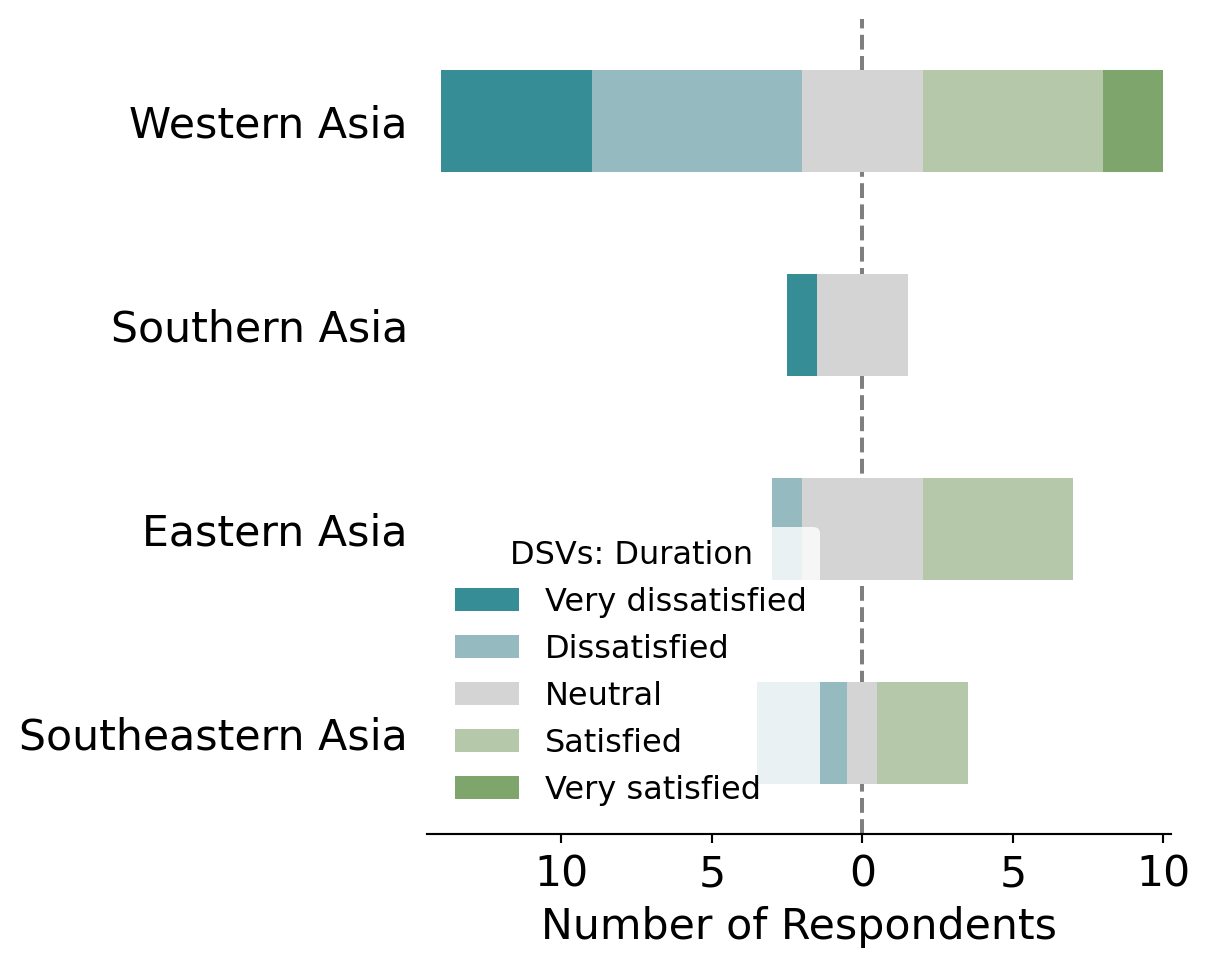 Western Asia
Southern Asia
Eastern Asia
Southeastern Asia
DSVs: Duration
Very dissatisfied
Dissatisfied
Neutral
Satisfied
Very satisfied
10 5 0 5 10
Number of Respondents